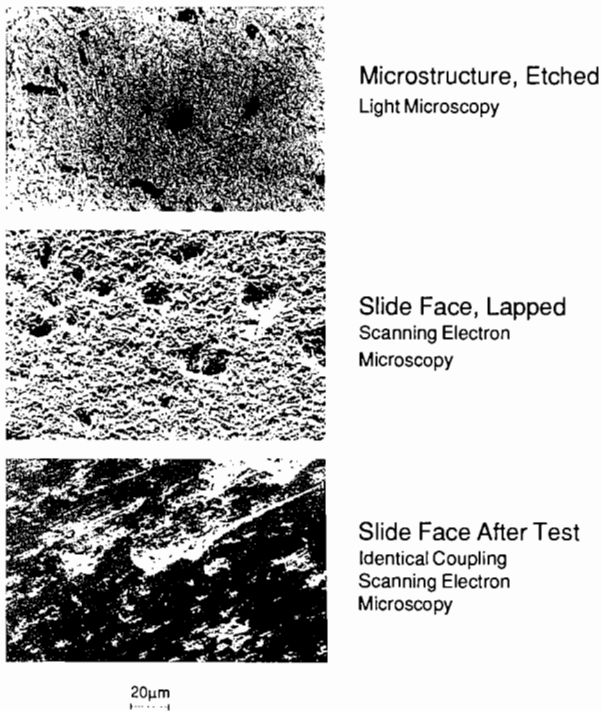 Microstructure, Etched
Light Microscopy
Slide Face, Lapped
Scanning Electron
Microscopy
Slide Face After Test
Identical Coupling
Scanning Electron
Microscopy
20μm